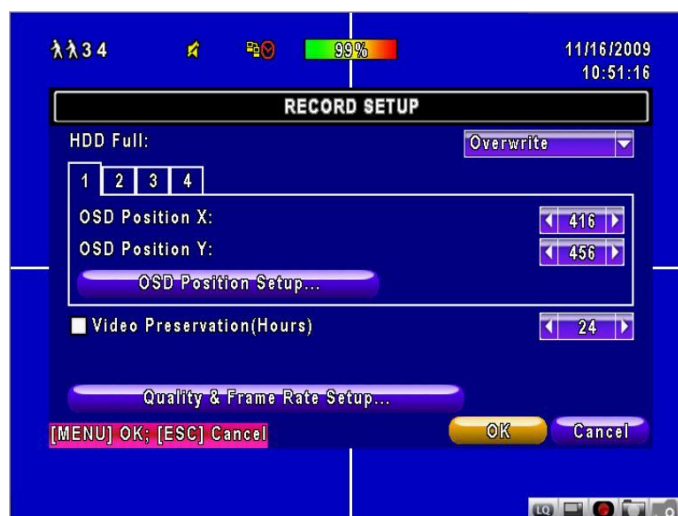 34 99% 11/16/2009
10:51:16
RECORD SETUP
HDD Full: Overwrite
1 2 3 4
OSD Position X: 416
OSD Position Y: 456
OSD Position Setup...
Video Preservation(Hours) 24
Quality & Frame Rate Setup...
[MENU] OK; [ESC] Cancel OK Cancel
LQ